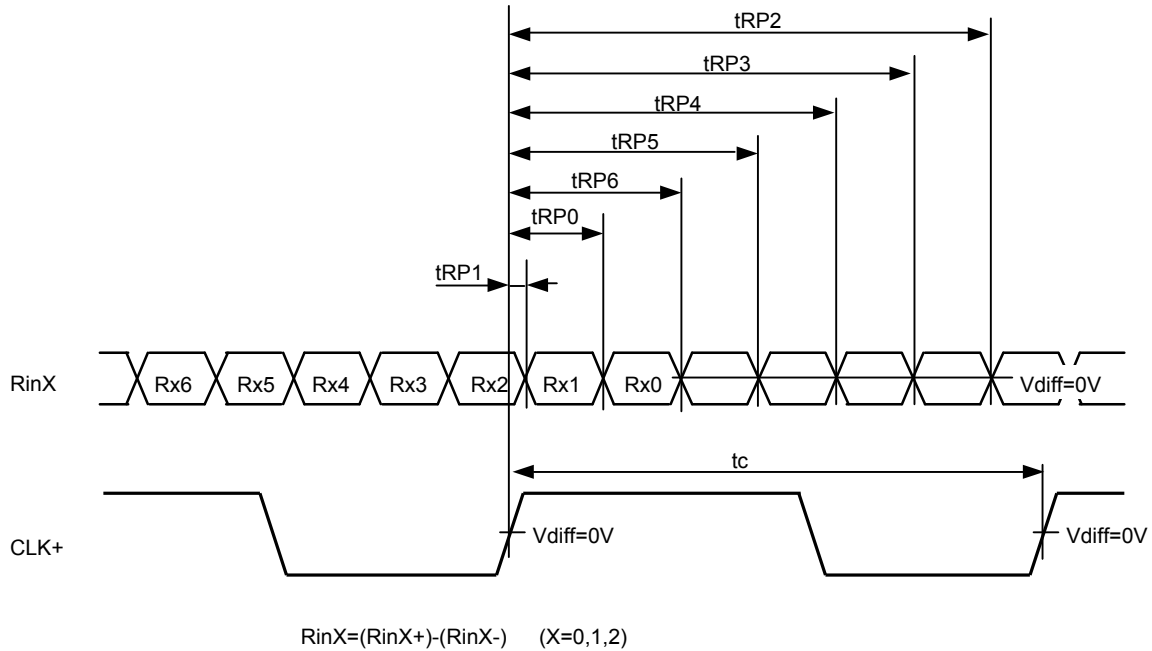 tRP2
tRP3
tRP4
tRP5
tRP6
tRP0
tRP1
RinX Rx6 Rx5 Rx4 Rx3 Rx2 Rx1 Rx0 Vdiff=0V
tc
CLK+ Vdiff=0V Vdiff=0V
RinX=(RinX+)-(RinX-) (X=0,1,2)